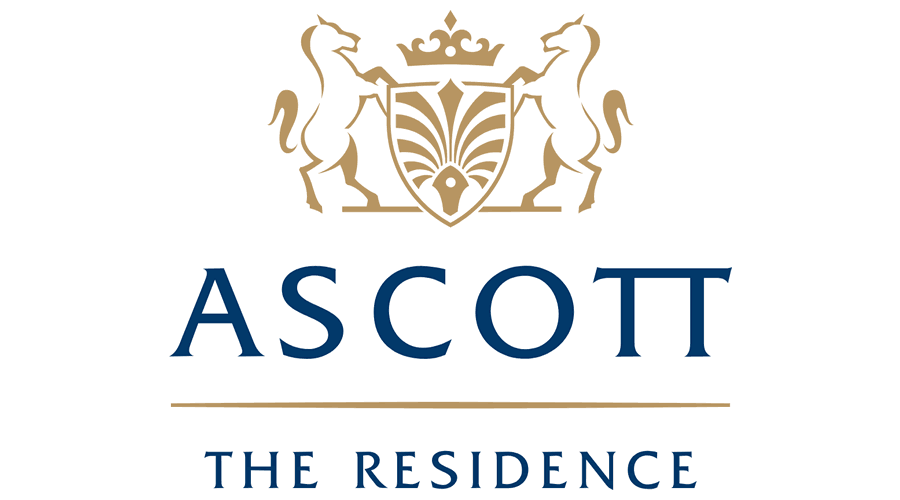 ASCOTT
THE RESIDENCE